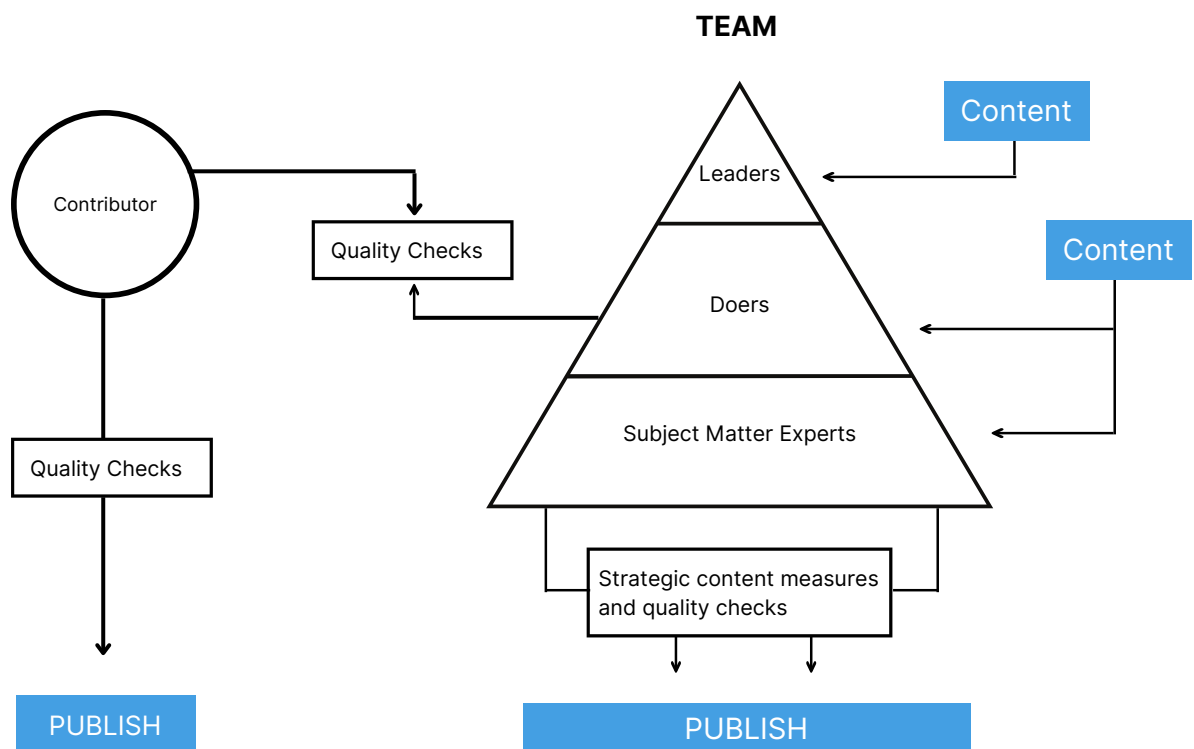 TEAM
Content
Leaders
Contributor
Quality Checks
Content
Doers
Subject Matter Experts
Quality Checks
Strategic content measures
and quality checks
PUBLISH
PUBLISH